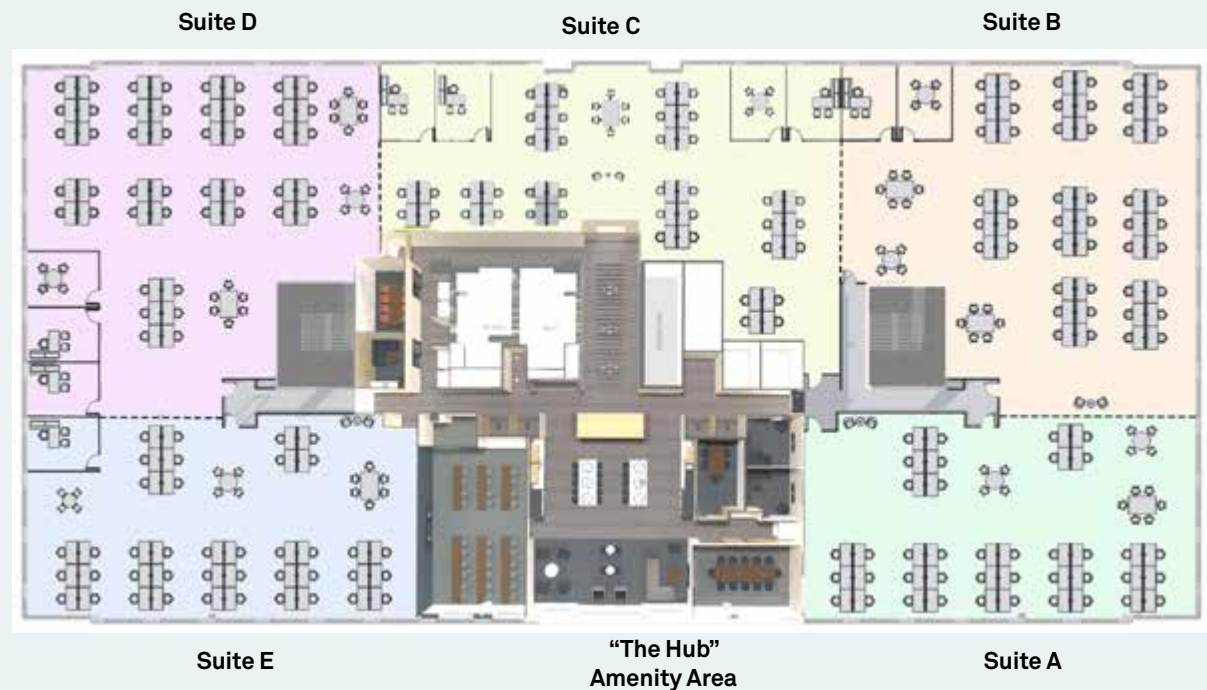 Suite D
Suite C
Suite B
Suite E
“The Hub”
Amenity Area
Suite A